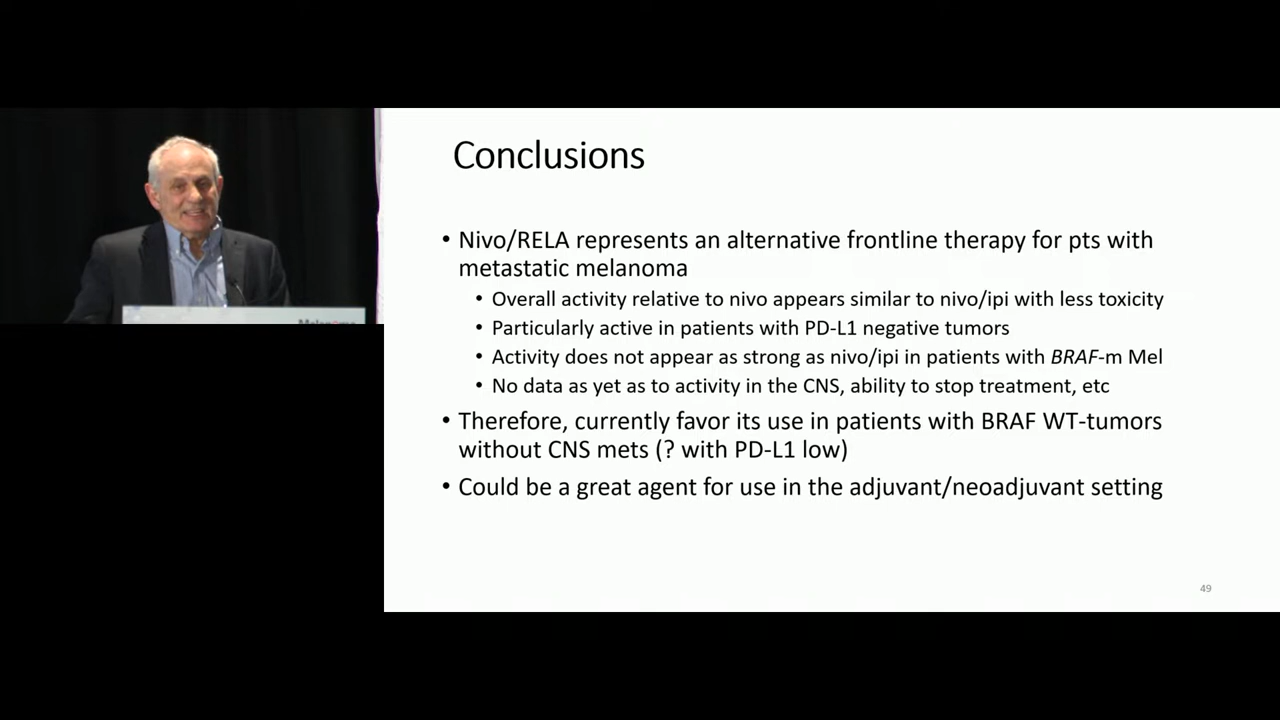 Conclusions
• Nivo/RELA represents an alternative frontline therapy for pts with
metastatic melanoma
• Overall activity relative to nivo appears similar to nivo/ipi with less toxicity
• Particularly active in patients with PD-L1 negative tumors
• Activity does not appear as strong as nivo/ipi in patients with BRAF-m Mel
• No data as yet as to activity in the CNS, ability to stop treatment, etc
• Therefore, currently favor its use in patients with BRAF WT-tumors
without CNS mets (? with PD-L1 low)
• Could be a great agent for use in the adjuvant/neoadjuvant setting
49